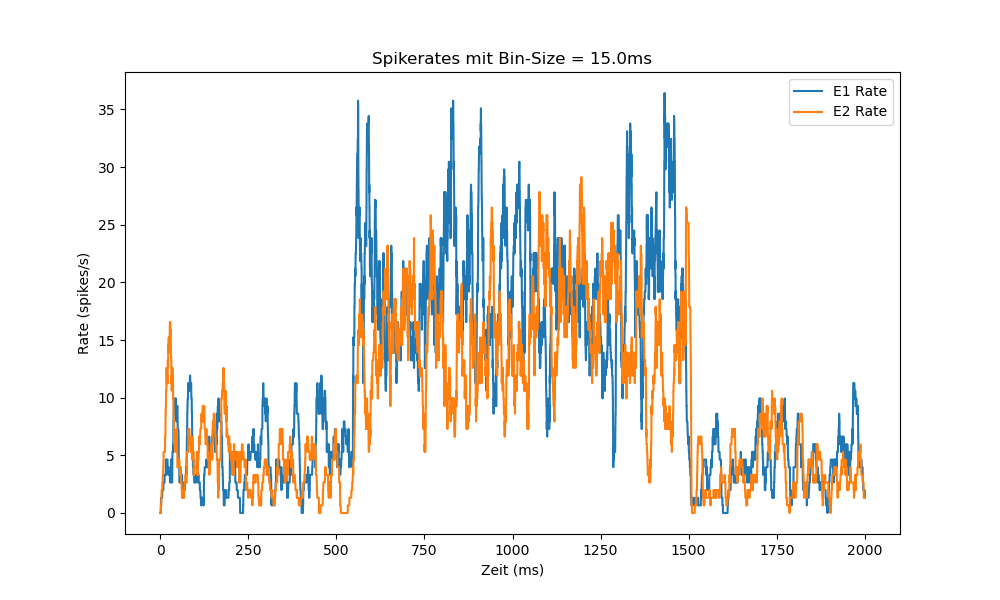 Spikerates mit Bin-Size = 15.0ms
E1 Rate
E2 Rate
Rate (spikes/s)
35
30
25
20
15
10
5
0
0 250 500 750 1000 1250 1500 1750 2000
Zeit (ms)